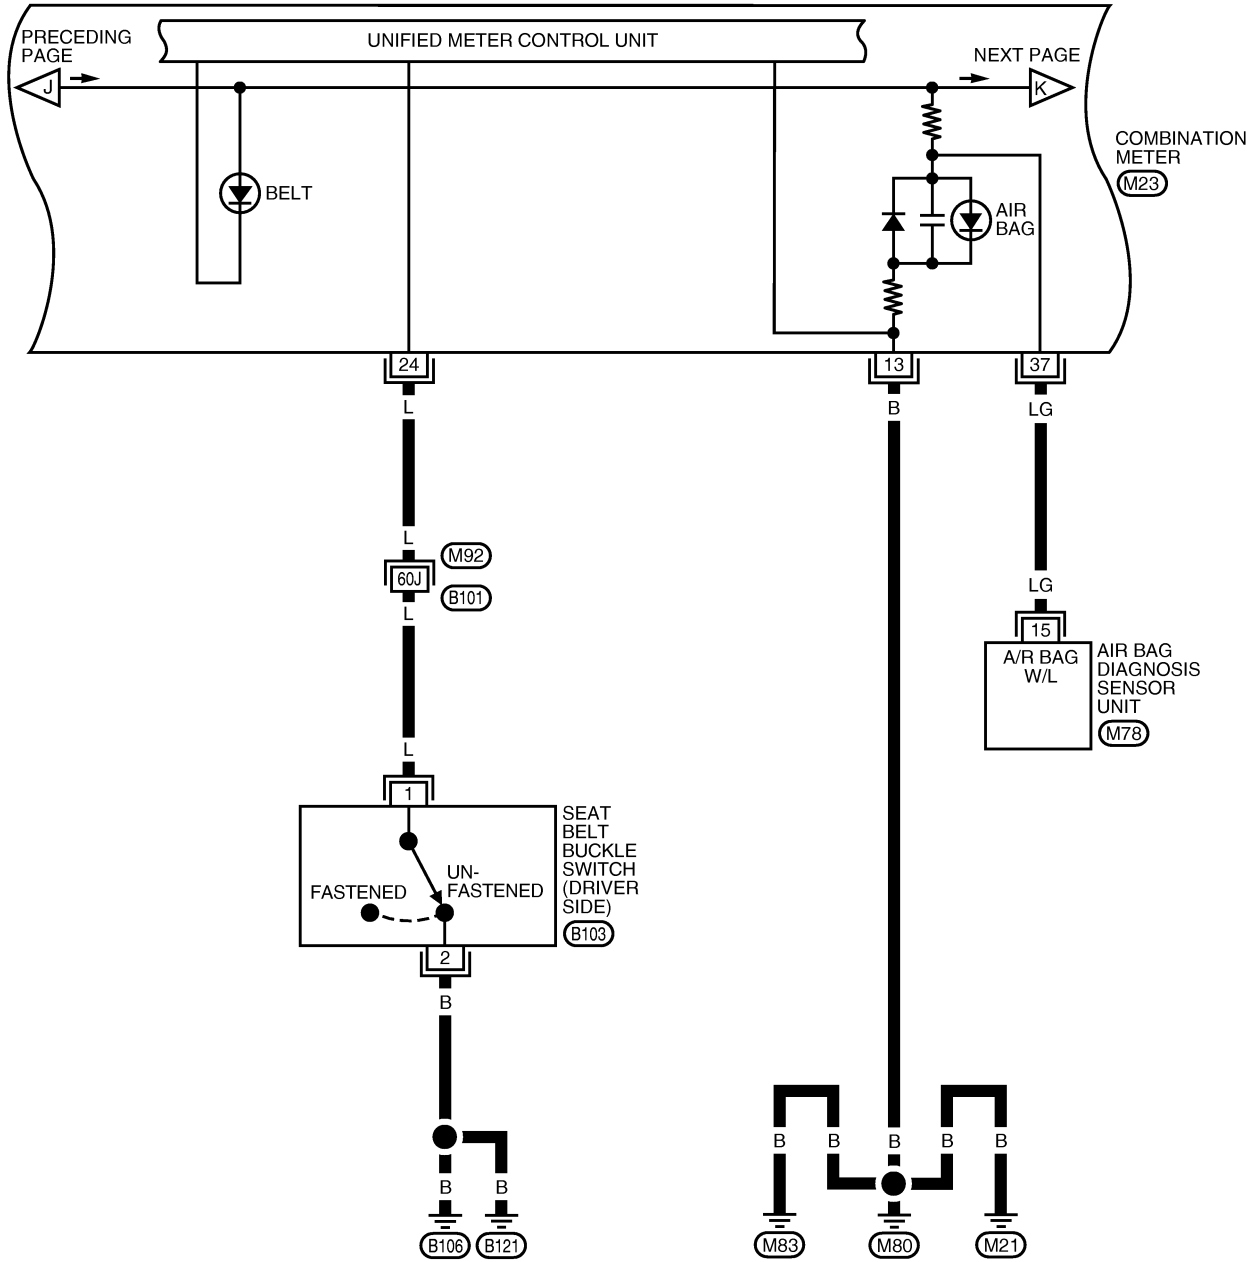 PRECEDING
PAGE
J
UNIFIED METER CONTROL UNIT
NEXT PAGE
K
COMBINATION
METER
M23
BELT
AIR
BAG
24
13
37
L
B
LG
L
M92
60J
B101
L
LG
15
A/R BAG
W/L
AIR BAG
DIAGNOSIS
SENSOR
UNIT
M78
L
1
SEAT
BELT
BUCKLE
SWITCH
(DRIVER
SIDE)
B103
UN-
FASTENED
FASTENED
2
B
B
B
B
B
B
B
B
B106
B121
M83
M80
M21